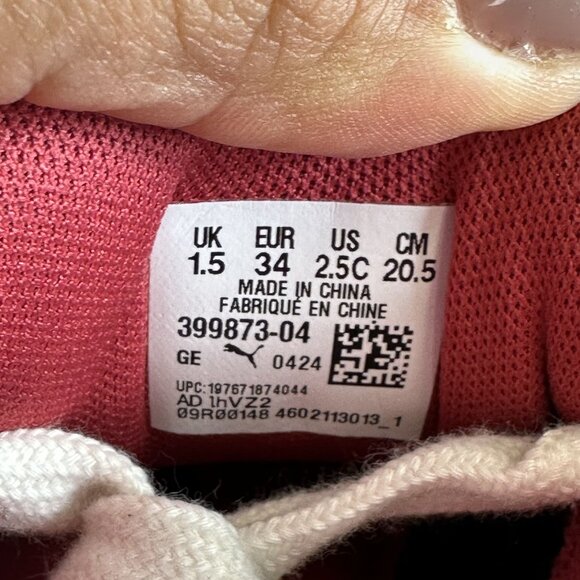 UK EUR US CM
1.5 34 2.5C 20.5
MADE IN CHINA
FABRIQUÉ EN CHINE
399873-04
GE 0424
UPC:197671874044
AD 1hVZ2
09R00148 4602113013_1